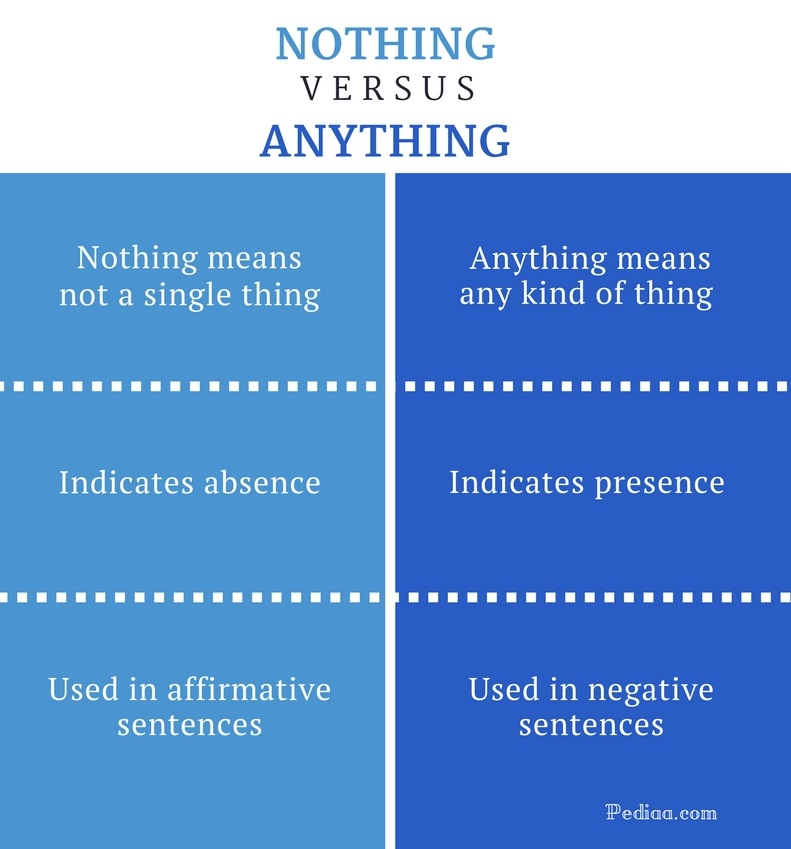 NOTHING
VERSUS
ANYTHING
Nothing means
not a single thing
Anything means
any kind of thing
Indicates absence
Indicates presence
Used in affirmative
sentences
Used in negative
sentences
Pediaa.com